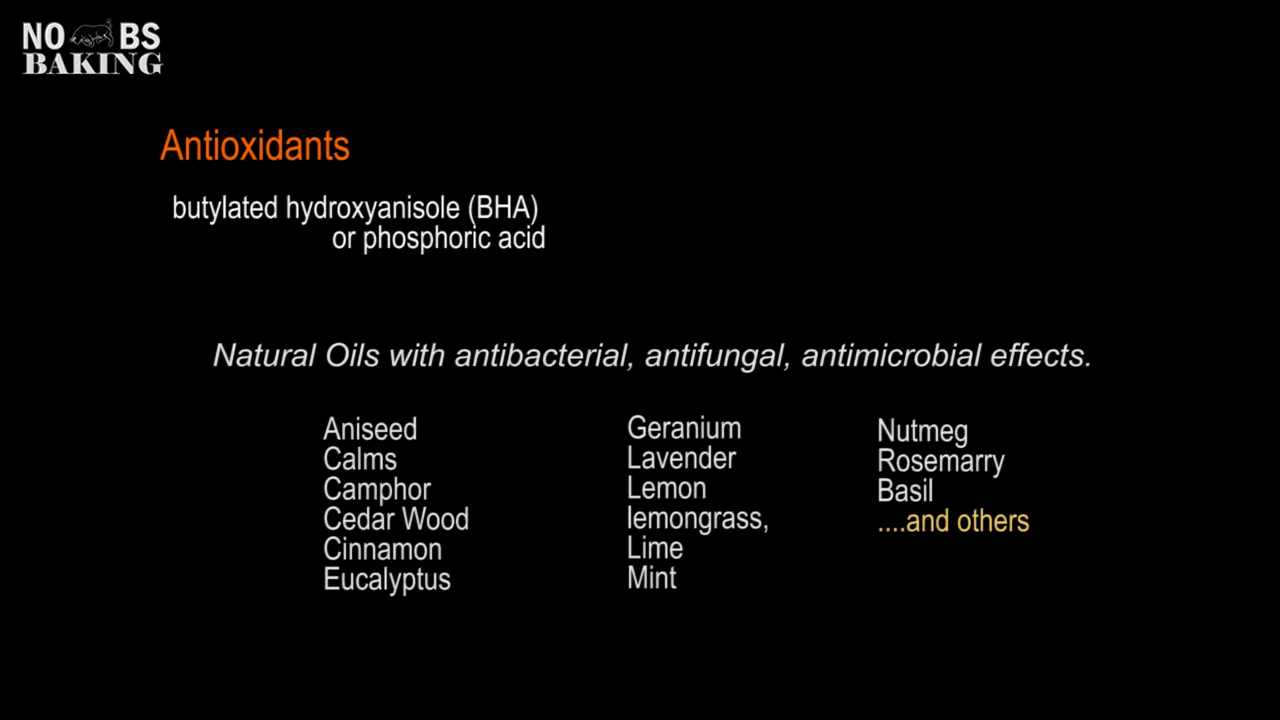 NO BS
BAKING
Antioxidants
butylated hydroxyanisole (BHA)
or phosphoric acid
Natural Oils with antibacterial, antifungal, antimicrobial effects.
Aniseed
Calms
Camphor
Cedar Wood
Cinnamon
Eucalyptus
Geranium
Lavender
Lemon
lemongrass,
Lime
Mint
Nutmeg
Rosemarry
Basil
....and others